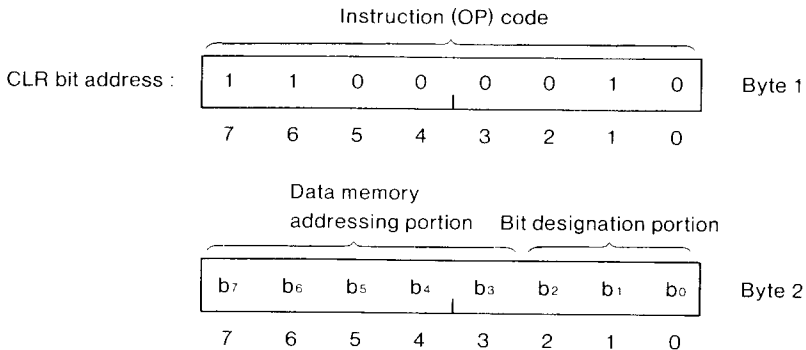 Instruction (OP) code
CLR bit address : 1 1 0 0 0 0 1 0 Byte 1
7 6 5 4 3 2 1 0
Data memory
addressing portion Bit designation portion
b7 b6 b5 b4 b3 b2 b1 b0 Byte 2
7 6 5 4 3 2 1 0